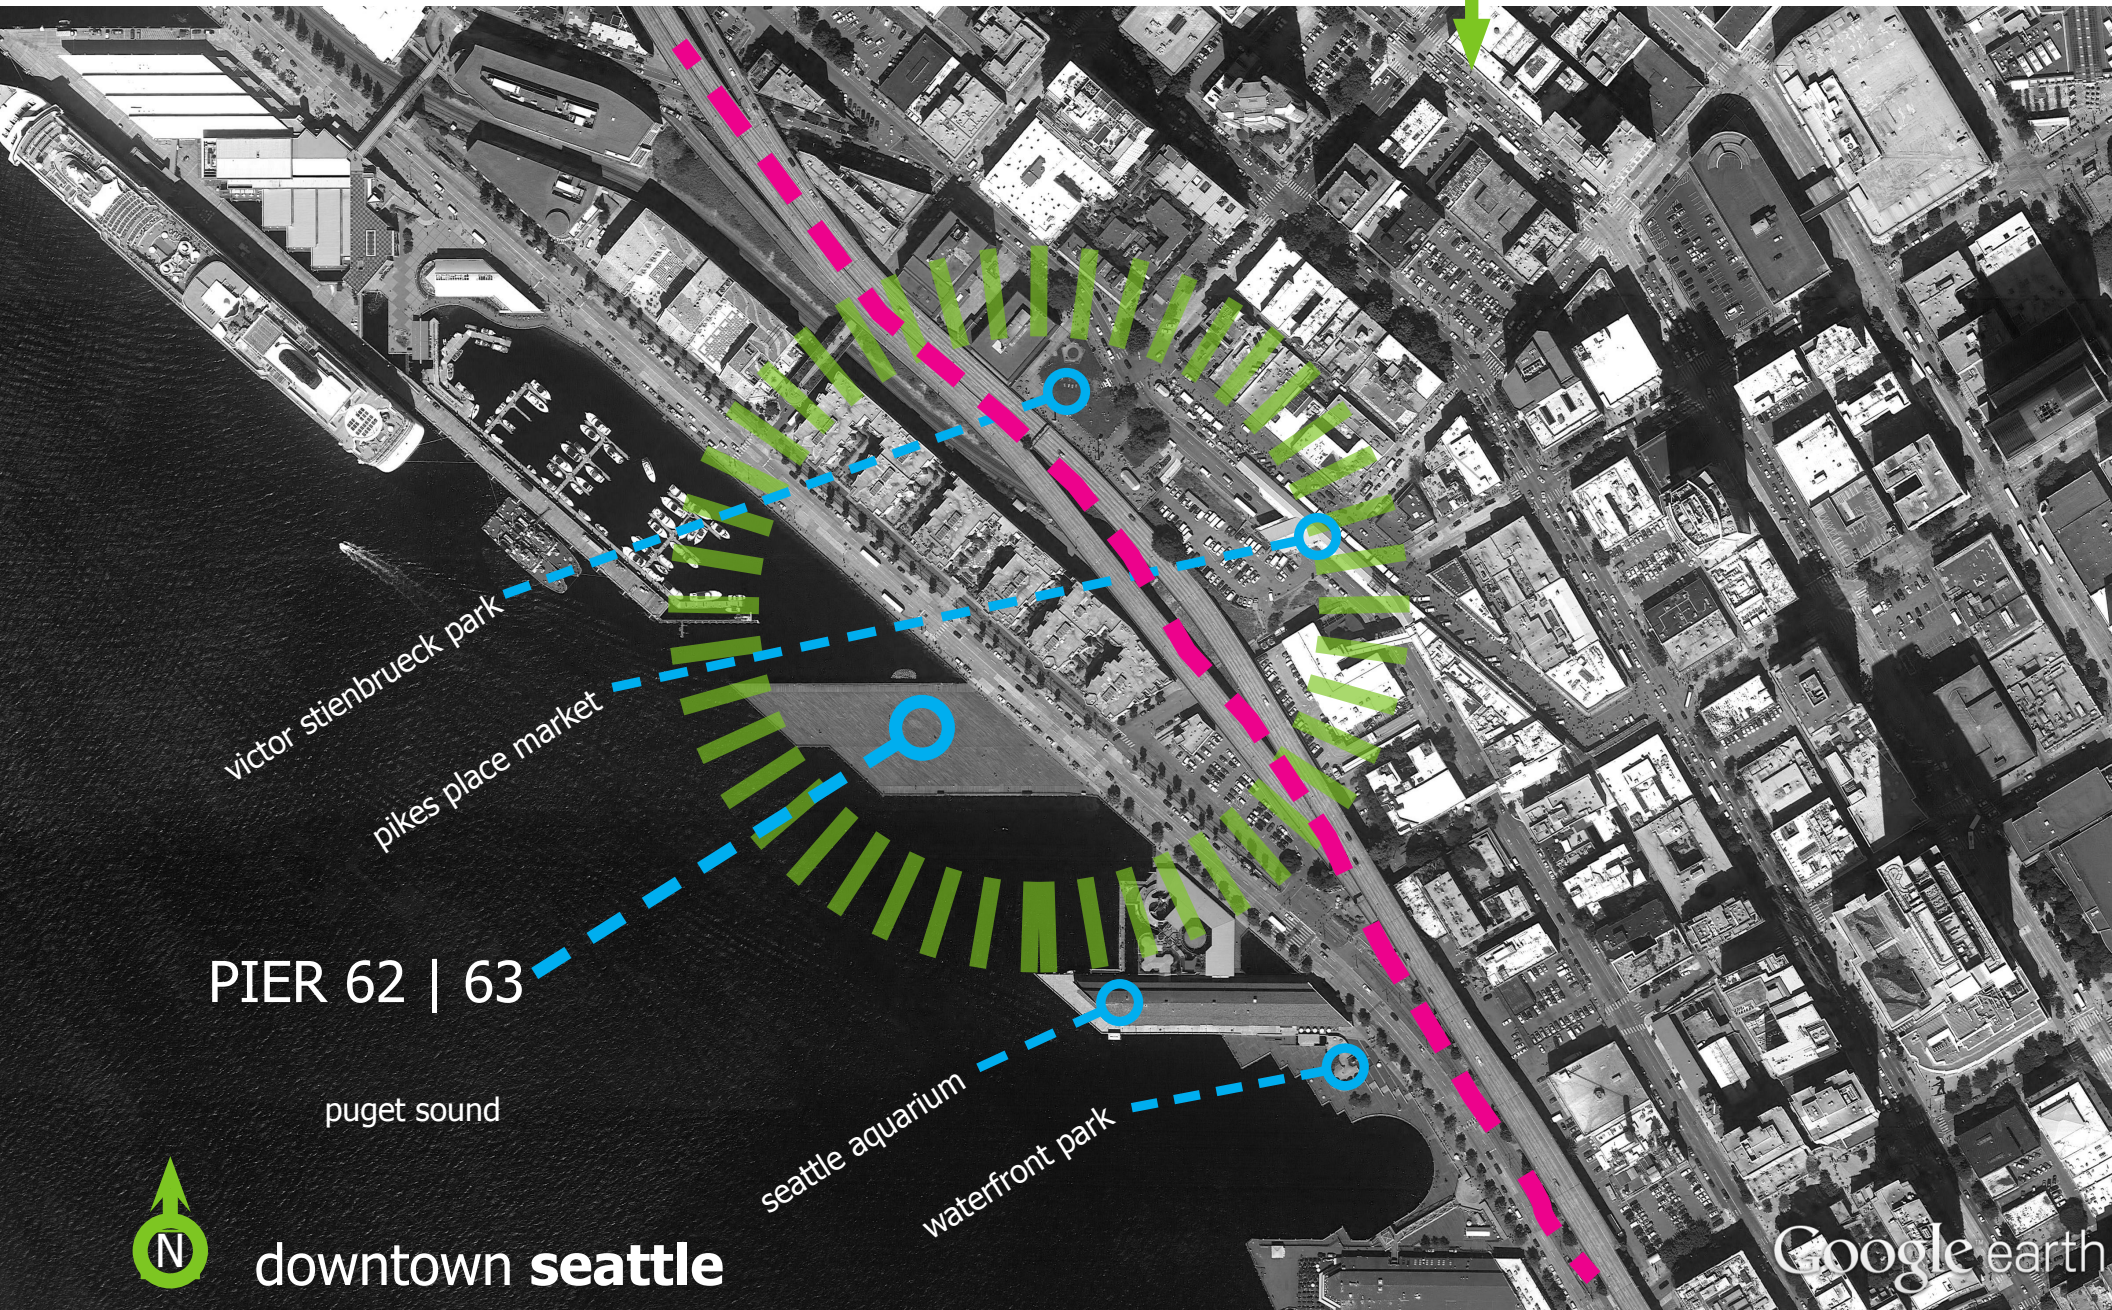 victor stienbrueck park
pikes place market
PIER 62 | 63
puget sound
seattle aquarium
waterfront park
N
downtown seattle
Google earth